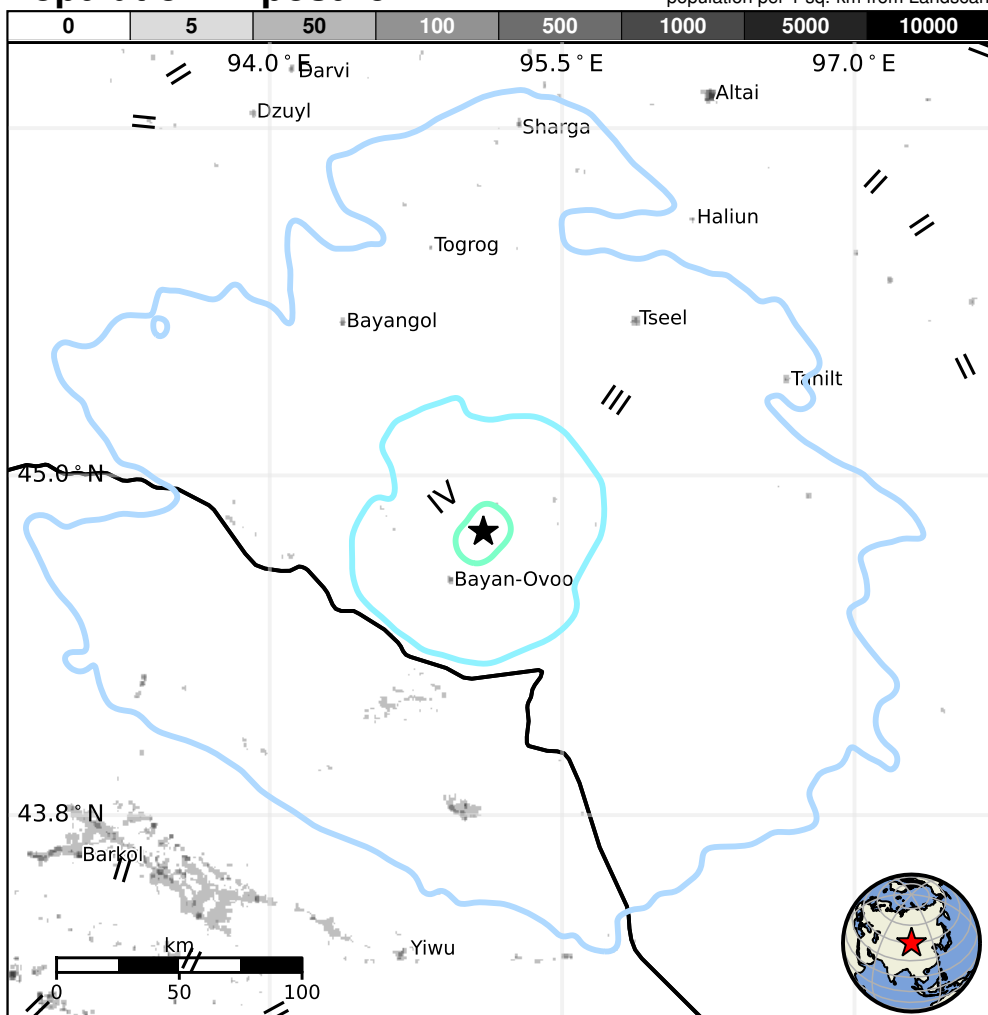 population per 1 sq. km from Landscan
0 5 50 100 500 1000 5000 10000
94.0°E 95.5°E 97.0°E
Darvi
Altai
Dzuyl
Sharga
Haliun
Togrog
Bayangol
Tseel
Tanilt
III
45.0°N
IV
Bayan-Ovoo
43.8°N
Barkol
II
Yiwu
km
0 50 100